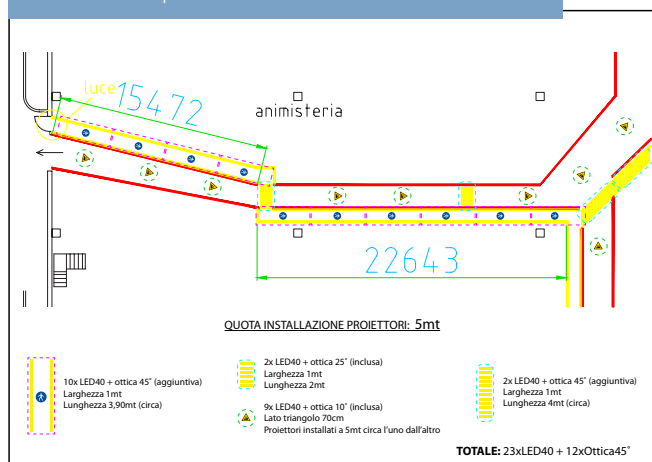 luce
15472
animisteria
22643
QUOTA INSTALLAZIONE PROIETTORI: 5mt
10x LED40 + ottica 45° (aggiuntiva)
Larghezza 1mt
Lunghezza 3,90mt (circa)
2x LED40 + ottica 25° (inclusa)
Larghezza 1mt
Lunghezza 2mt
9x LED40 + ottica 10° (inclusa)
Lato triangolo 70cm
Proiettori installati a 5mt circa l'uno dall'altro
2x LED40 + ottica 45° (aggiuntiva)
Larghezza 1mt
Lunghezza 4mt (circa)
TOTALE: 23xLED40 + 12xOttica45°